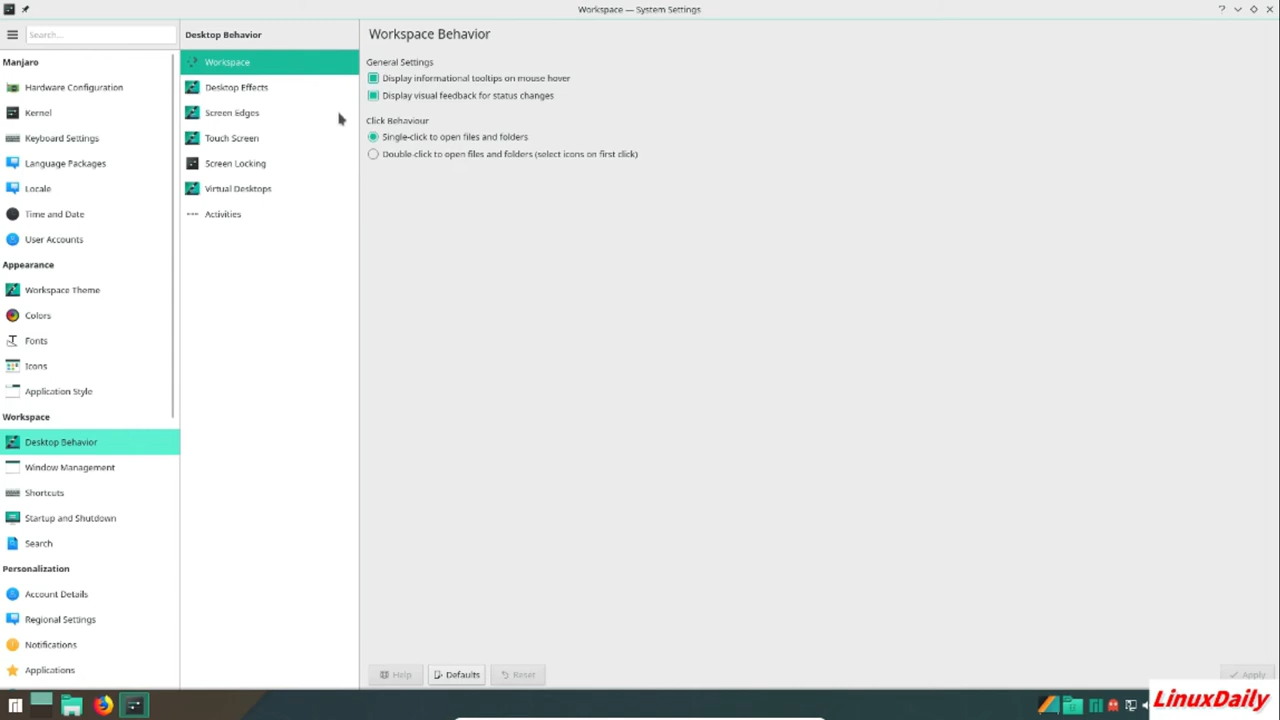 Workspace — System Settings
Search...
Manjaro
Hardware Configuration
Kernel
Keyboard Settings
Language Packages
Locale
Time and Date
User Accounts
Appearance
Workspace Theme
Colors
Fonts
Icons
Application Style
Workspace
Desktop Behavior
Window Management
Shortcuts
Startup and Shutdown
Search
Personalization
Account Details
Regional Settings
Notifications
Applications
Desktop Behavior
Workspace
Desktop Effects
Screen Edges
Touch Screen
Screen Locking
Virtual Desktops
Activities
Workspace Behavior
General Settings
Display informational tooltips on mouse hover
Display visual feedback for status changes
Click Behaviour
Single-click to open files and folders
Double-click to open files and folders (select icons on first click)
Help
Defaults
Reset
Apply
LinuxDaily